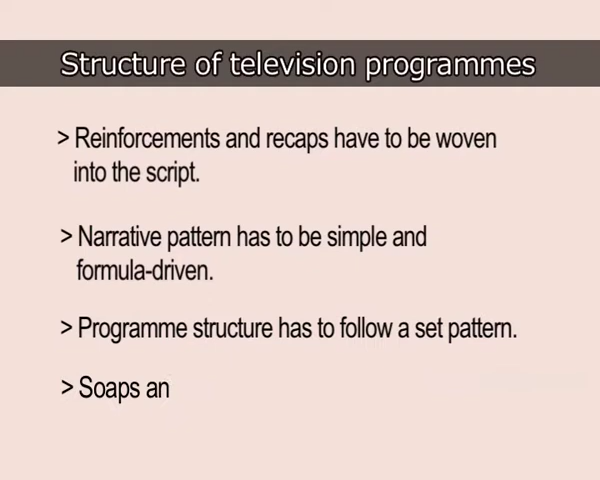 Structure of television programmes
> Reinforcements and recaps have to be woven
into the script.
> Narrative pattern has to be simple and
formula-driven.
> Programme structure has to follow a set pattern.
> Soaps an